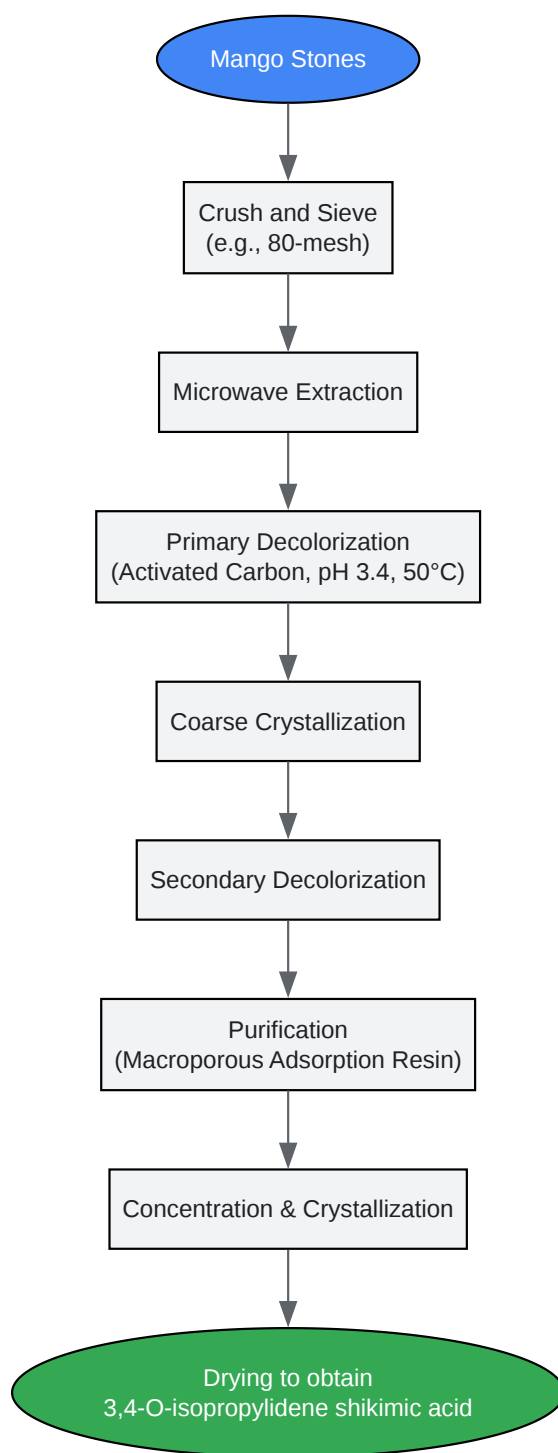 Mango Stones
Crush and Sieve
(e.g., 80-mesh)
Microwave Extraction
Primary Decolorization
(Activated Carbon, pH 3.4, 50°C)
Coarse Crystallization
Secondary Decolorization
Purification
(Macroporous Adsorption Resin)
Concentration & Crystallization
Drying to obtain
3,4-O-isopropylidene shikimic acid